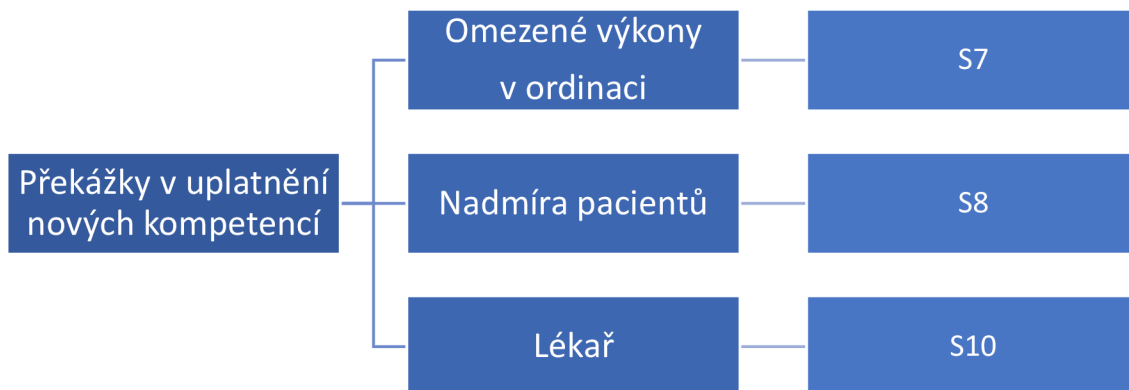 Omezené výkony
v ordinaci
S7
Překážky v uplatnění
nových kompetencí
Nadmíra pacientů
S8
Lékař
S10